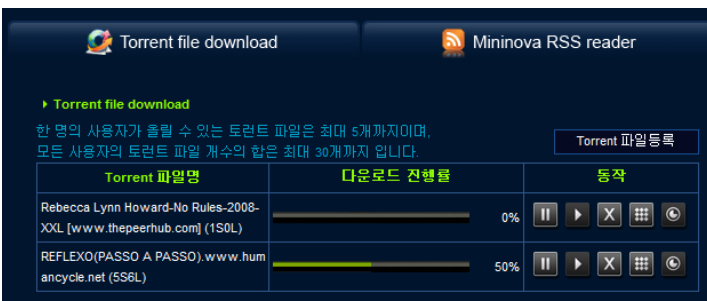 Torrent file download
Mininova RSS reader
Torrent file download
한 명의 사용자가 올릴 수 있는 토런트 파일은 최대 5개까지이며,
모든 사용자의 토런트 파일 개수의 합은 최대 30개까지 입니다.
Torrent 파일등록
Torrent 파일명
다운로드 진행률
동작
Rebecca Lynn Howard-No Rules-2008-
XXL [www.thepeerhub.com] (1S0L)
0%
REFLEXO(PASSO A PASSO).www.hum
ancycle.net (5S6L)
50%